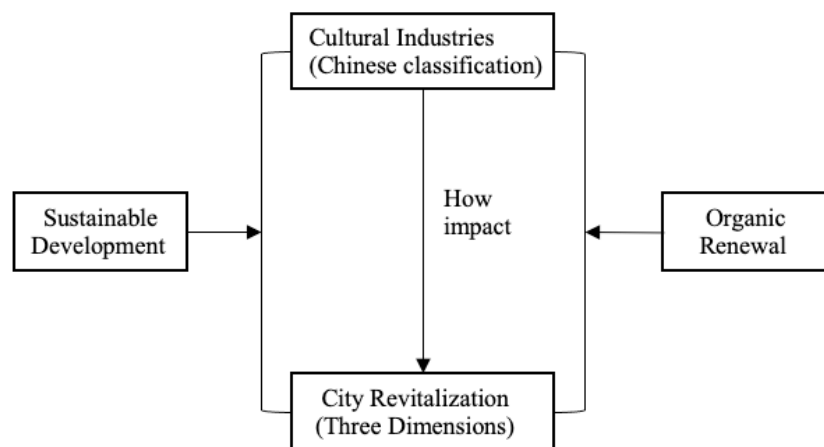 Cultural Industries
(Chinese classification)
Sustainable
Development
How
impact
Organic
Renewal
City Revitalization
(Three Dimensions)